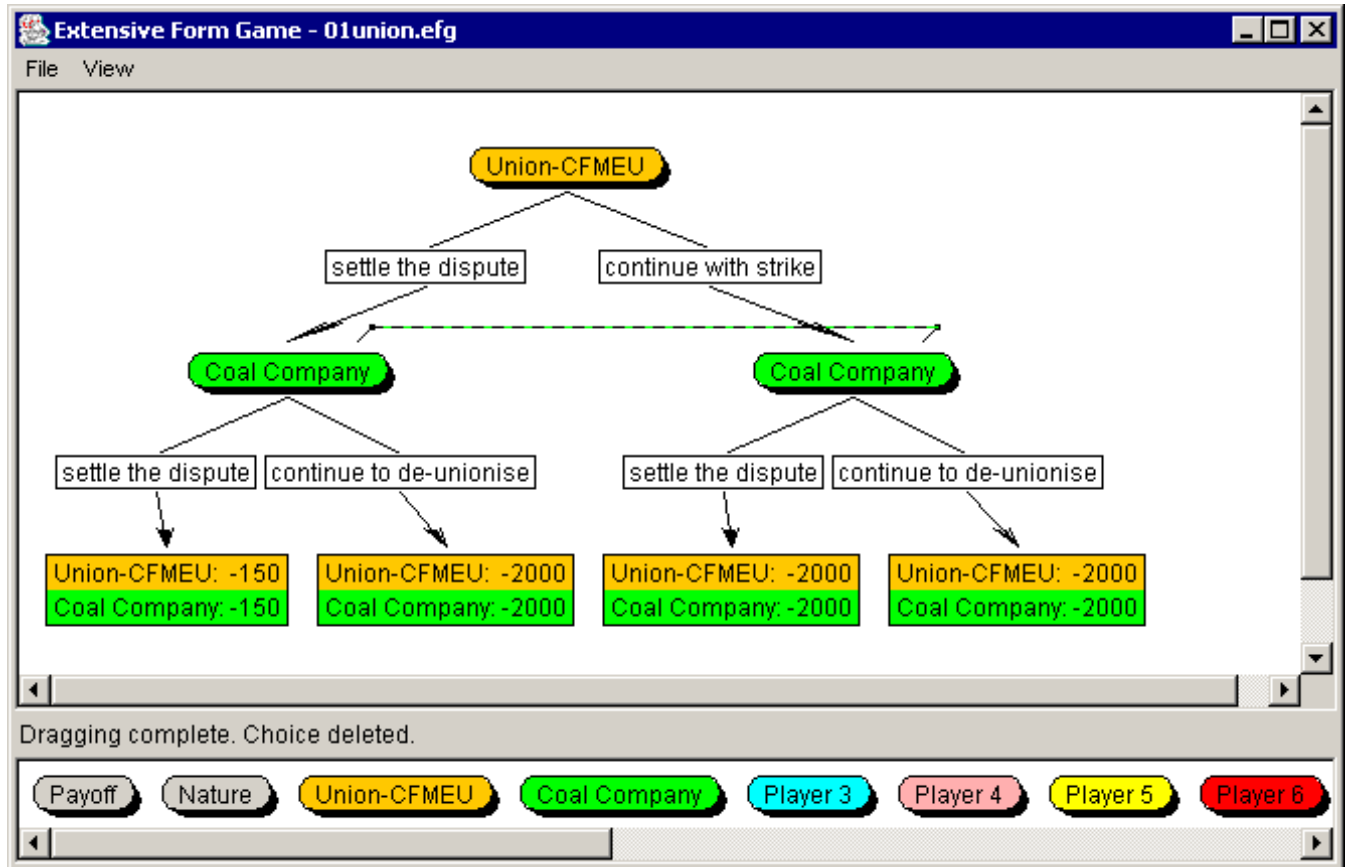 Extensive Form Game - 01union.efg
File View
Union-CFMEU
settle the dispute continue with strike
Coal Company Coal Company
settle the dispute continue to de-unionise settle the dispute continue to de-unionise
Union-CFMEU: -150 Union-CFMEU: -2000 Union-CFMEU: -2000 Union-CFMEU: -2000
Coal Company: -150 Coal Company: -2000 Coal Company: -2000 Coal Company: -2000
Dragging complete. Choice deleted.
Payoff Nature Union-CFMEU Coal Company Player 3 Player 4 Player 5 Player 6